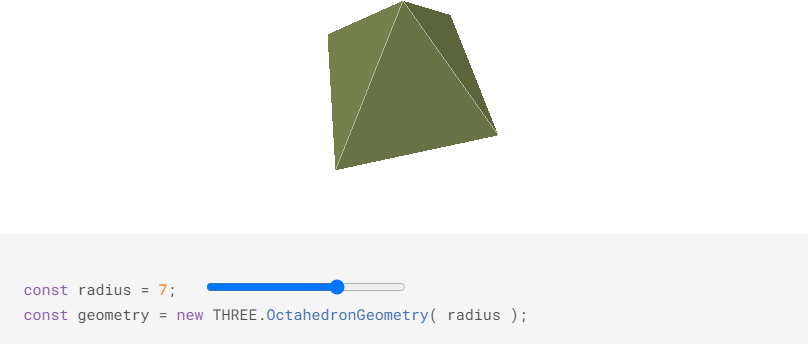 const radius = 7;
const geometry = new THREE.OctahedronGeometry( radius );